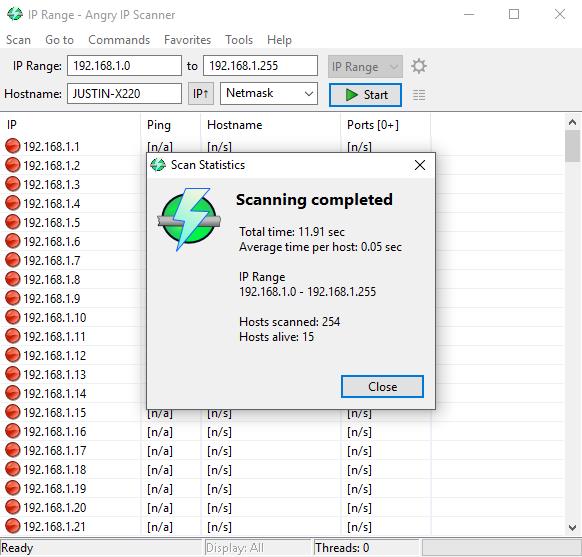 IP Range - Angry IP Scanner
Scan Go to Commands Favorites Tools Help
IP Range: 192.168.1.0 to 192.168.1.255 IP Range
Hostname: JUSTIN-X220 IP↑ Netmask Start
IP Ping Hostname Ports [0+]
192.168.1.1 [n/a] [n/s] [n/s]
192.168.1.2
192.168.1.3
192.168.1.4
192.168.1.5
192.168.1.6
192.168.1.7
192.168.1.8
192.168.1.9
192.168.1.10
192.168.1.11
192.168.1.12
192.168.1.13
192.168.1.14
192.168.1.15 [n/a] [n/s] [n/s]
192.168.1.16 [n/a] [n/s] [n/s]
192.168.1.17 [n/a] [n/s] [n/s]
192.168.1.18 [n/a] [n/s] [n/s]
192.168.1.19 [n/a] [n/s] [n/s]
192.168.1.20 [n/a] [n/s] [n/s]
192.168.1.21 [n/a] [n/s] [n/s]
Scan Statistics
Scanning completed
Total time: 11.91 sec
Average time per host: 0.05 sec
IP Range
192.168.1.0 - 192.168.1.255
Hosts scanned: 254
Hosts alive: 15
Close
Ready Display: All Threads: 0